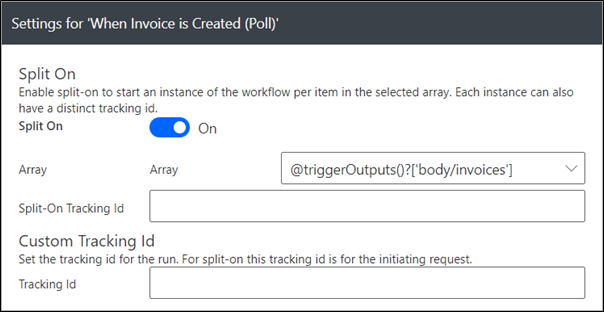 Settings for 'When Invoice is Created (Poll)'
Split On
Enable split-on to start an instance of the workflow per item in the selected array. Each instance can also
have a distinct tracking id.
Split On
On
Array Array @triggerOutputs()?['body/invoices']
Split-On Tracking Id
Custom Tracking Id
Set the tracking id for the run. For split-on this tracking id is for the initiating request.
Tracking Id